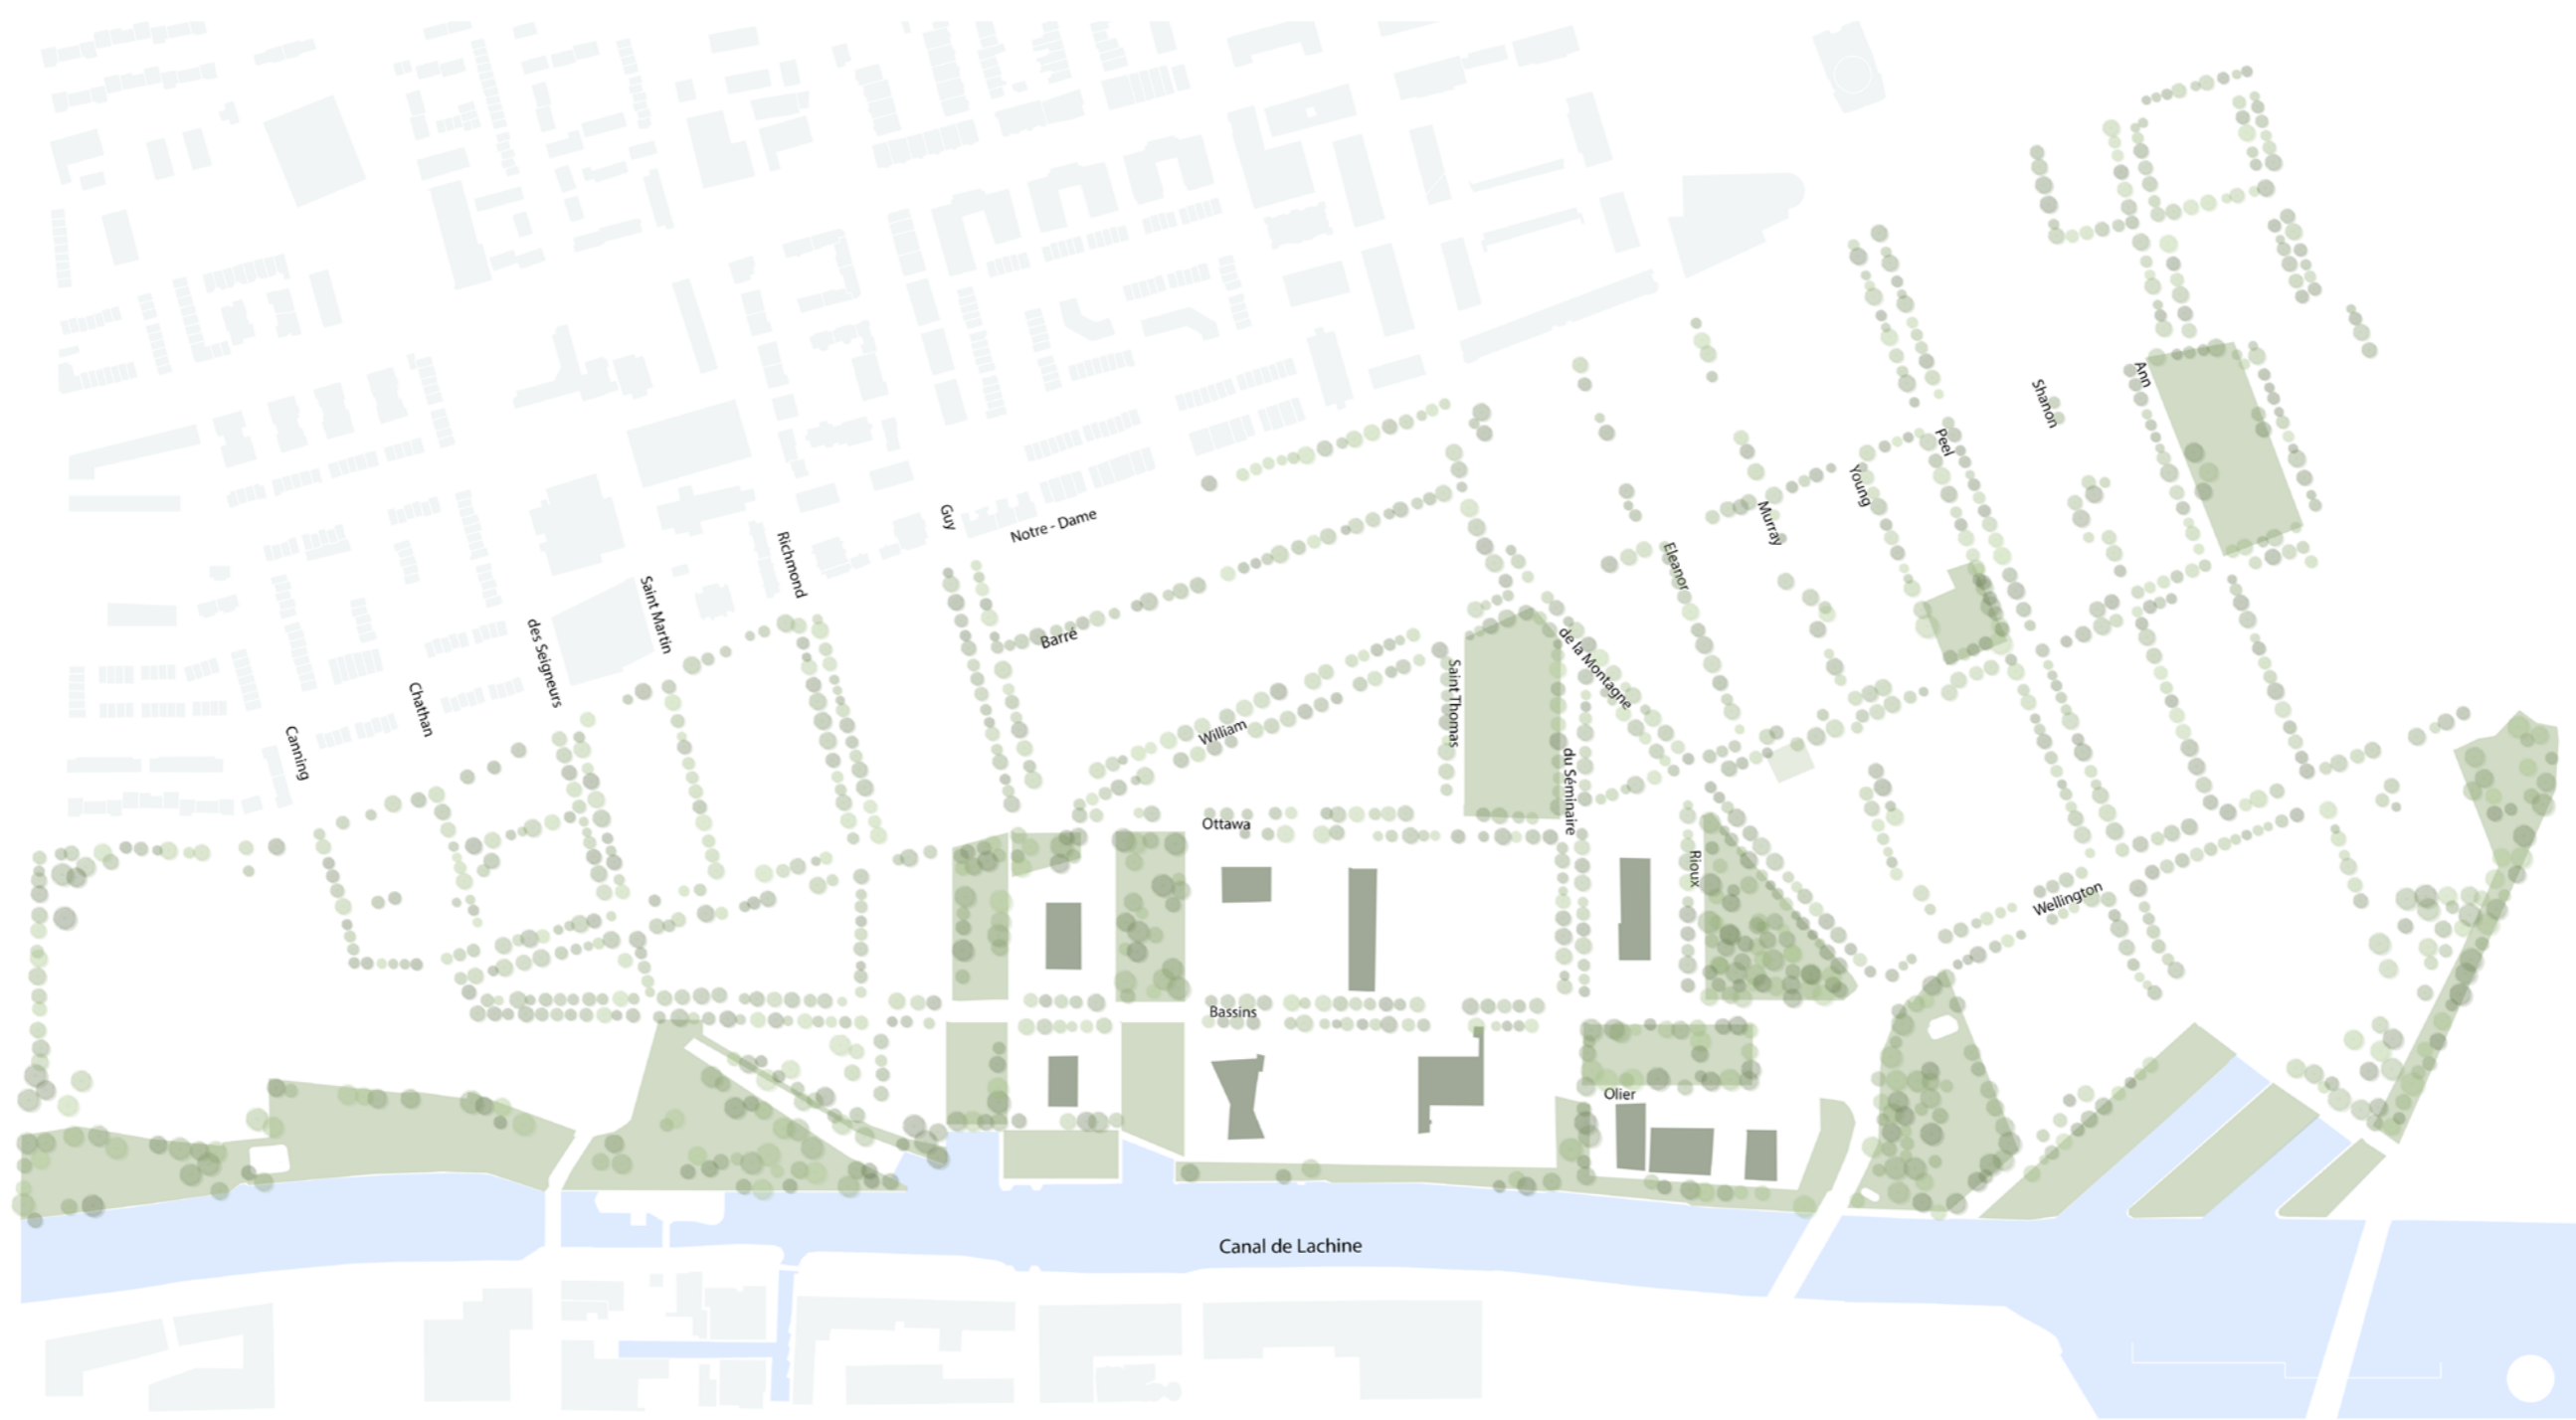 Ann
Shanon
Peel
Young
Murray
Guy
Notre - Dame
Richmond
Eleanor
Saint Martin
Barré
des Seigneurs
de la Montagne
Saint Thomas
Chathan
William
Canning
du Séminaire
Ottawa
Rioux
Wellington
Bassins
Olier
Canal de Lachine